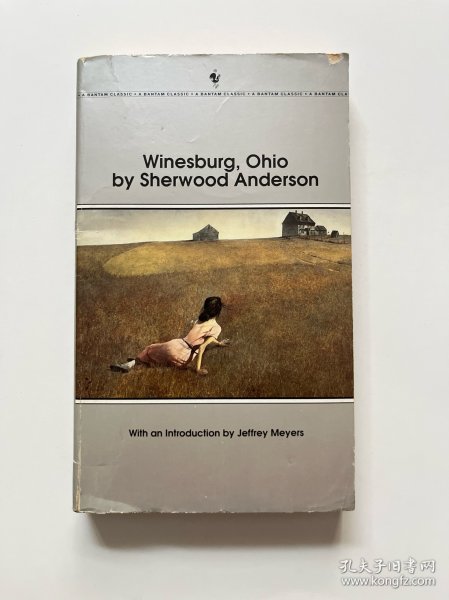 A BANTAM CLASSIC • A BANTAM CLASSIC • A BANTAM CLASSIC • A BANTAM CLASSIC • A BANTAM CLA
Winesburg, Ohio
by Sherwood Anderson
With an Introduction by Jeffrey Meyers
孔夫子旧书网
www.kongfz.com